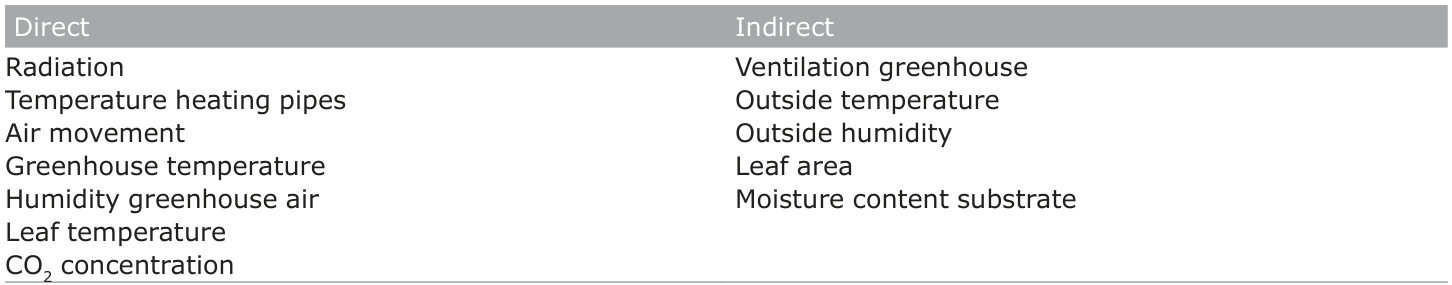 Direct Indirect
Radiation Ventilation greenhouse
Temperature heating pipes Outside temperature
Air movement Outside humidity
Greenhouse temperature Leaf area
Humidity greenhouse air Moisture content substrate
Leaf temperature
CO₂ concentration